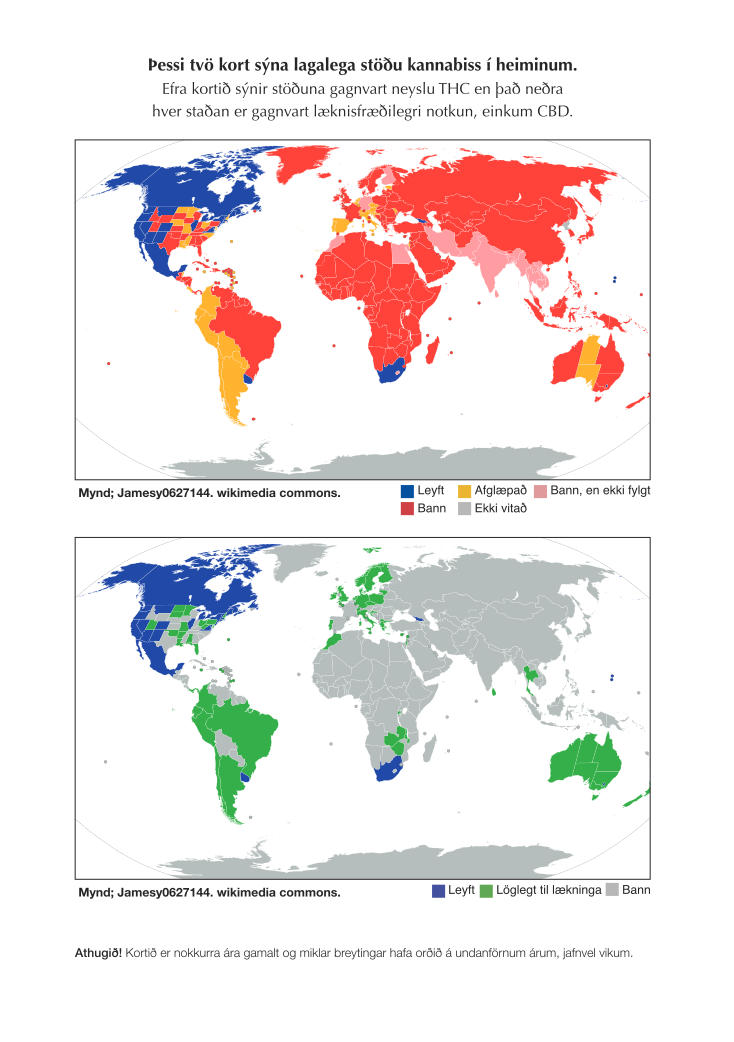 Þessi tvö kort sýna lagalega stöðu kannabiss í heiminum.
Efra kortið sýnir stöðuna gagnvart neyslu THC en það neðra
hver staðan er gagnvart læknisfræðilegri notkun, einkum CBD.
Mynd; Jamesy0627144. wikimedia commons.
Leyft Afglæpað Bann, en ekki fylgt
Bann Ekki vitað
Mynd; Jamesy0627144. wikimedia commons.
Leyft Löglegt til lækninga Bann
Athugið! Kortið er nokkurra ára gamalt og miklar breytingar hafa orðið á undanförnum árum, jafnvel vikum.